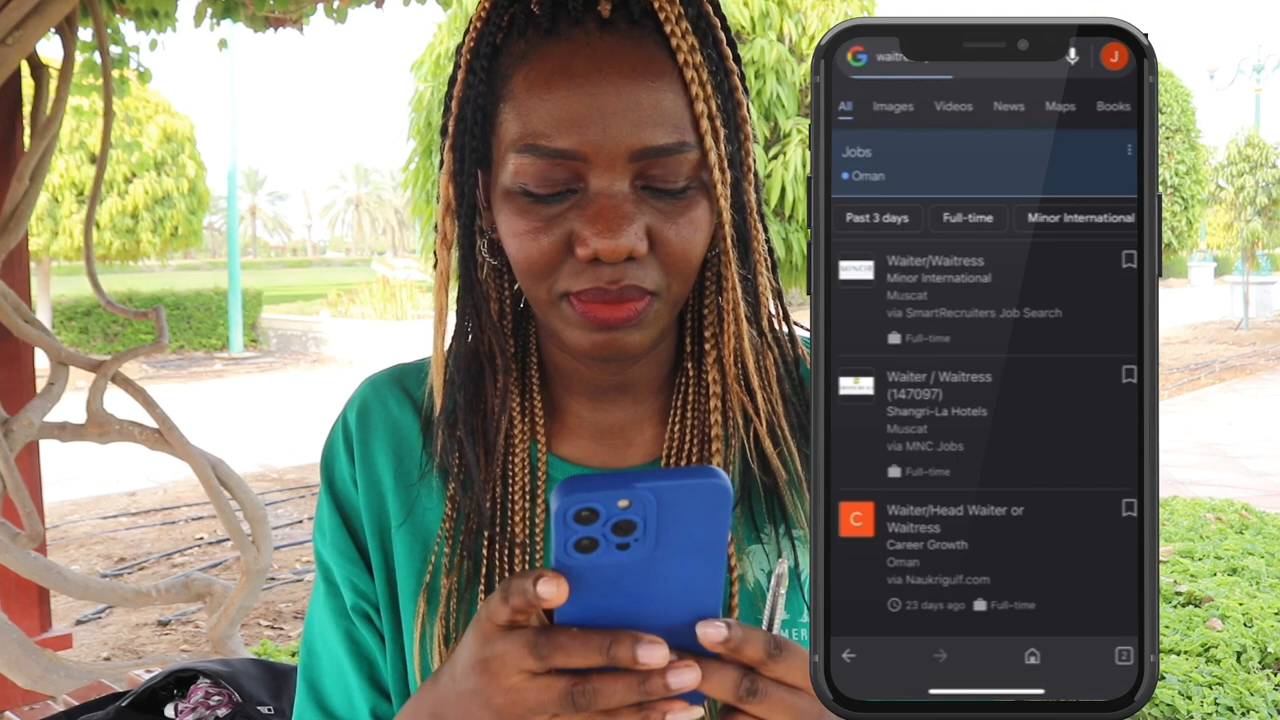 J
All Images Videos News Maps Books
Jobs
Oman
Past 3 days Full-time Minor International
Waiter/Waitress
Minor International
Muscat
via SmartRecruiters Job Search
Full-time
Waiter / Waitress
(147097)
Shangri-La Hotels
Muscat
via MNC Jobs
Full-time
C
Waiter/Head Waiter or
Waitress
Career Growth
Oman
via Naukrigulf.com
23 days ago Full-time
2